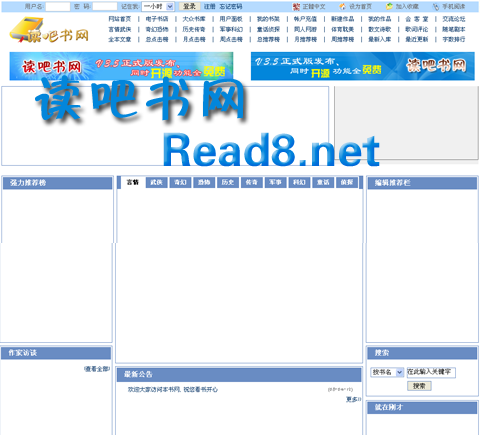 用户名: 密 码: 记住我: 一小时 登录 注册 忘记密码 正體中文 设为首页 加入收藏 手机阅读
读吧书网
网站首页 | 电子书店 | 大众书库 | 用户面板 | 我的书架 | 帐户充值 | 新建作品 | 我的作品 | 会客室 | 交流论坛
言情武侠 | 奇幻恐怖 | 历史传奇 | 军事科幻 | 童话侦探 | 同人网游 | 体育耽美 | 散文诗歌 | 歌词评论 | 随笔剧本
全本文章 | 总点击榜 | 月点击榜 | 周点击榜 | 总推荐榜 | 月推荐榜 | 周推荐榜 | 最新入库 | 最近更新 | 字数排行
读吧书网 V3.5 正式版发布、
同时开源 功能全免费
V3.5 正式版发布、 读吧书网
同时开源 功能全免费
读吧书网
Read8.net
强力推荐榜
言情 武侠 奇幻 恐怖 历史 传奇 军事 科幻 童话 侦探
编辑推荐栏
作家访谈
(查看全部)
最新公告
欢迎大家访问本书网, 祝您看书开心
更多
搜索
按书名 在此输入关键字
搜索
就在刚才